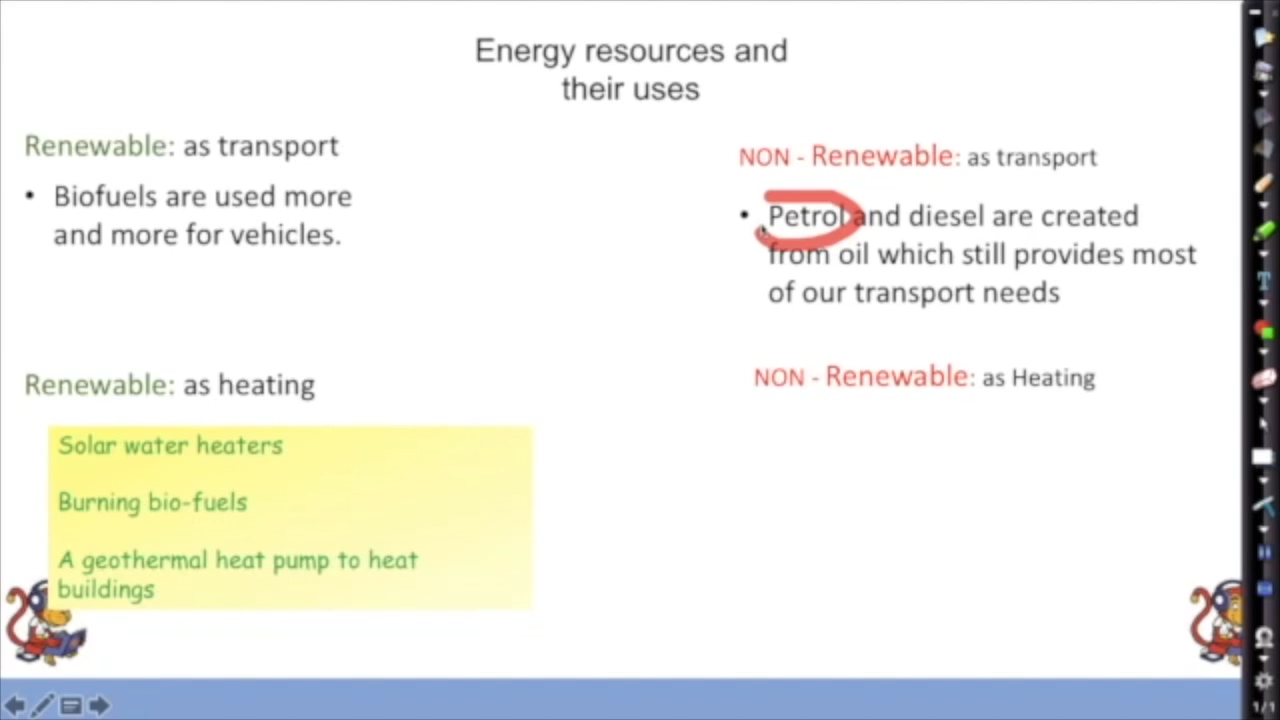 Energy resources and
their uses
Renewable: as transport
• Biofuels are used more
and more for vehicles.
NON - Renewable: as transport
• Petrol and diesel are created
from oil which still provides most
of our transport needs
Renewable: as heating
Solar water heaters
Burning bio-fuels
A geothermal heat pump to heat
buildings
NON - Renewable: as Heating
1/1